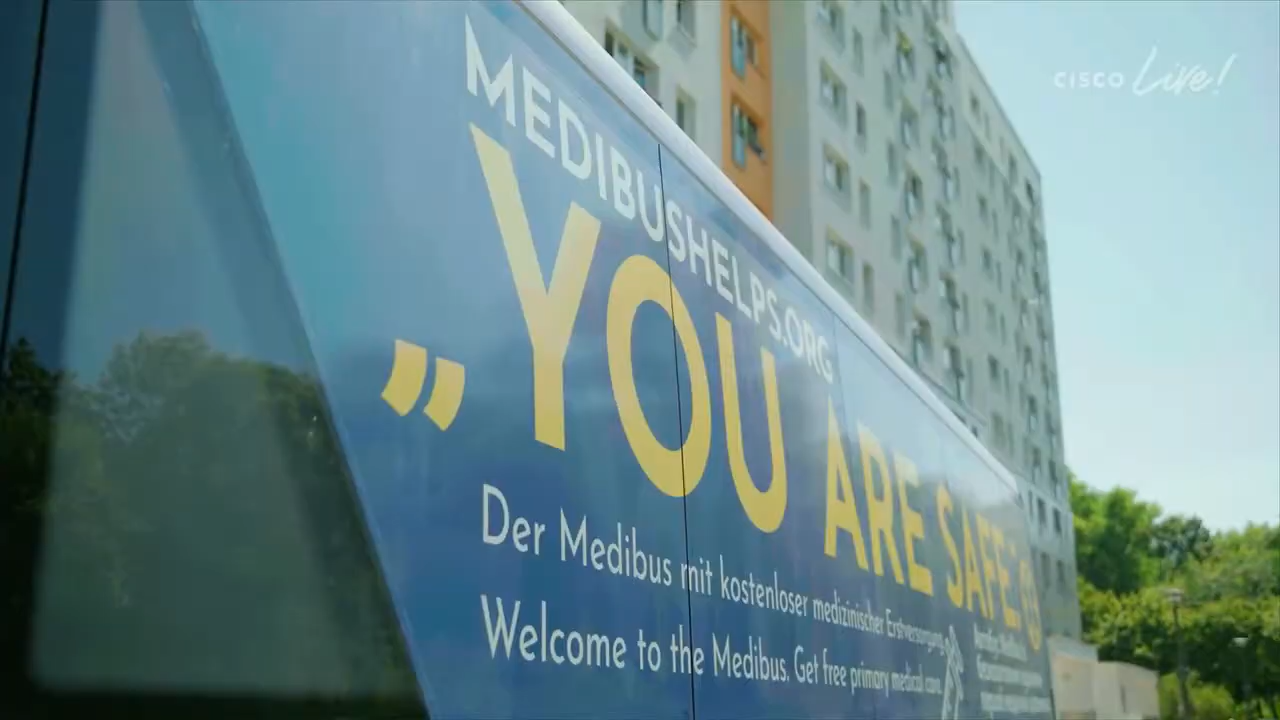 CISCO Live!
MEDIBUSHELPS.ORG
„YOU ARE SAFE“
Der Medibus mit kostenloser medizinischer Erstversorgung
Welcome to the Medibus. Get free primary medical care.